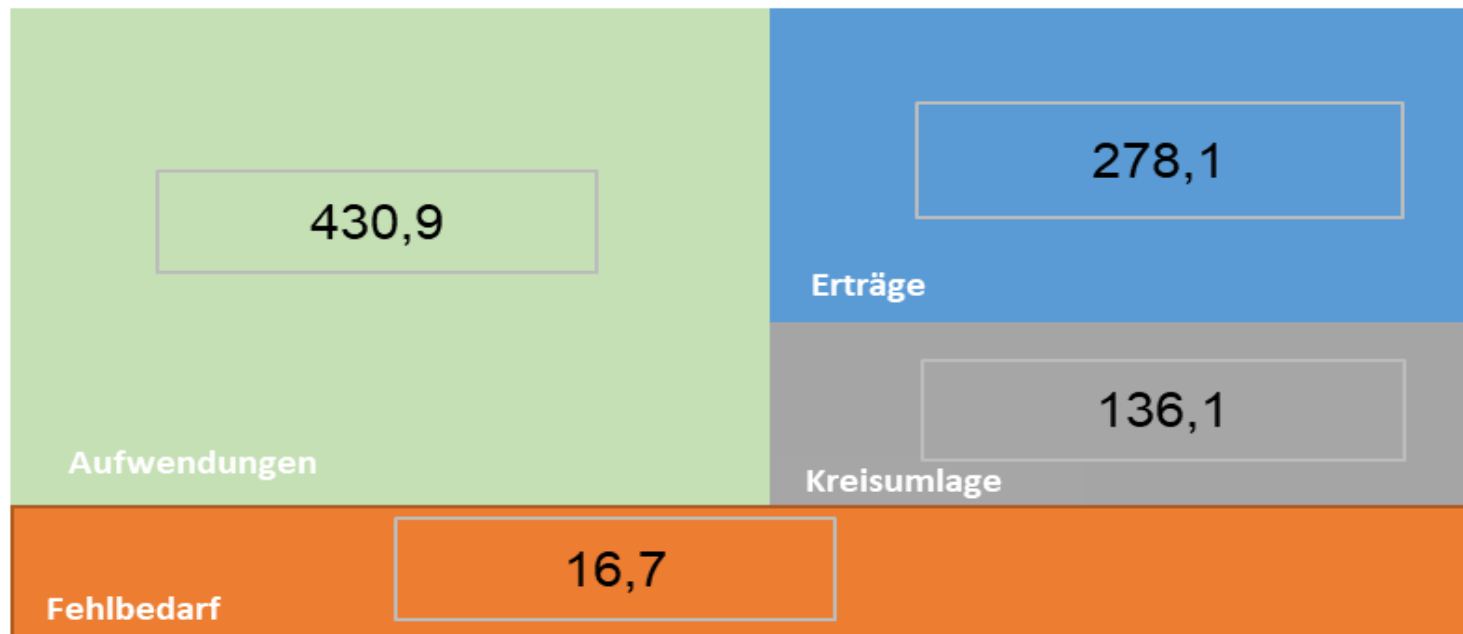 430,9
Aufwendungen
278,1
Erträge
136,1
Kreisumlage
16,7
Fehlbedarf